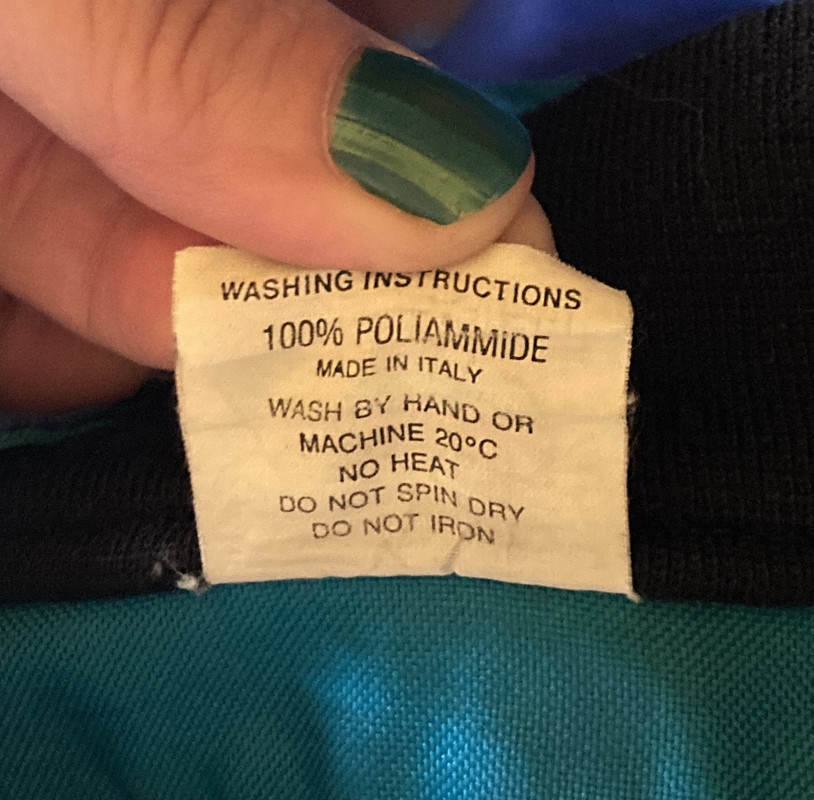 WASHING INSTRUCTIONS
100% POLIAMMIDE
MADE IN ITALY
WASH BY HAND OR
MACHINE 20°C
NO HEAT
DO NOT SPIN DRY
DO NOT IRON